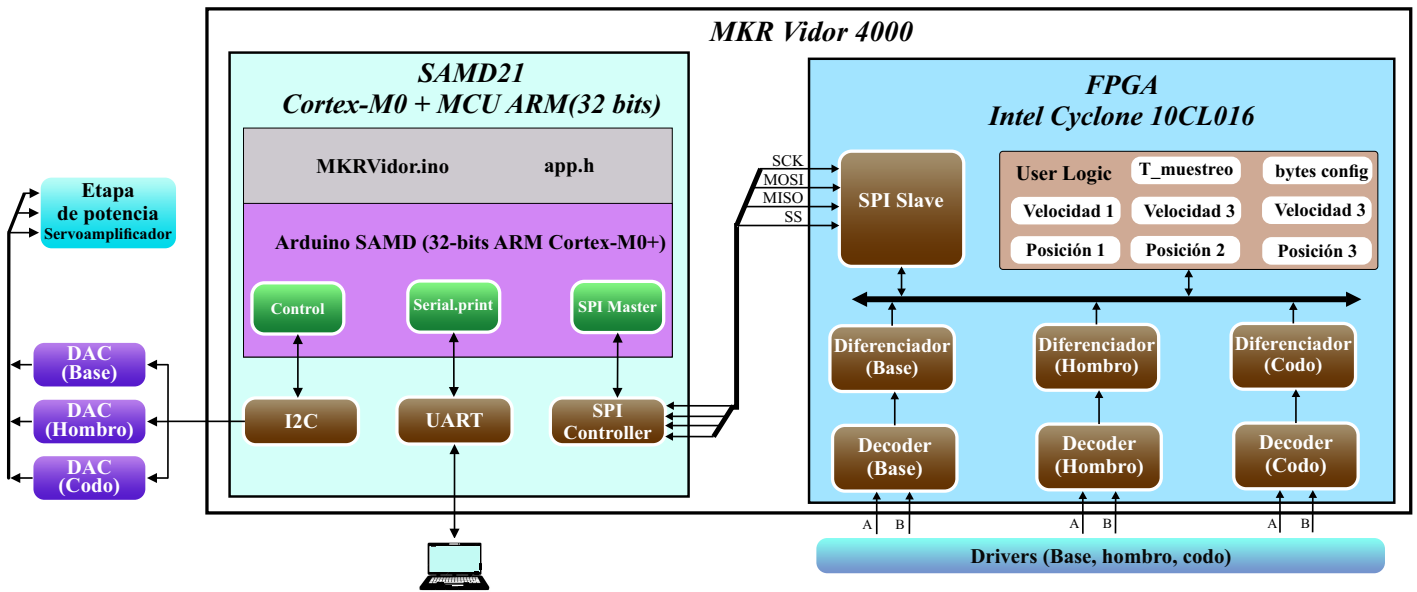 MKR Vidor 4000
SAMD21
Cortex-M0 + MCU ARM(32 bits)
MKRVidor.ino
app.h
Arduino SAMD (32-bits ARM Cortex-M0+)
Control
Serial.print
SPI Master
I2C
UART
SPI
Controller
Etapa
de potencia
Servoamplificador
DAC
(Base)
DAC
(Hombro)
DAC
(Codo)
SCK
MOSI
MISO
SS
FPGA
Intel Cyclone 10CL016
SPI Slave
User Logic
T_muestreo
bytes config
Velocidad 1
Velocidad 3
Velocidad 3
Posición 1
Posición 2
Posición 3
Diferenciador
(Base)
Diferenciador
(Hombro)
Diferenciador
(Codo)
Decoder
(Base)
Decoder
(Hombro)
Decoder
(Codo)
A
B
A
B
A
B
Drivers (Base, hombro, codo)